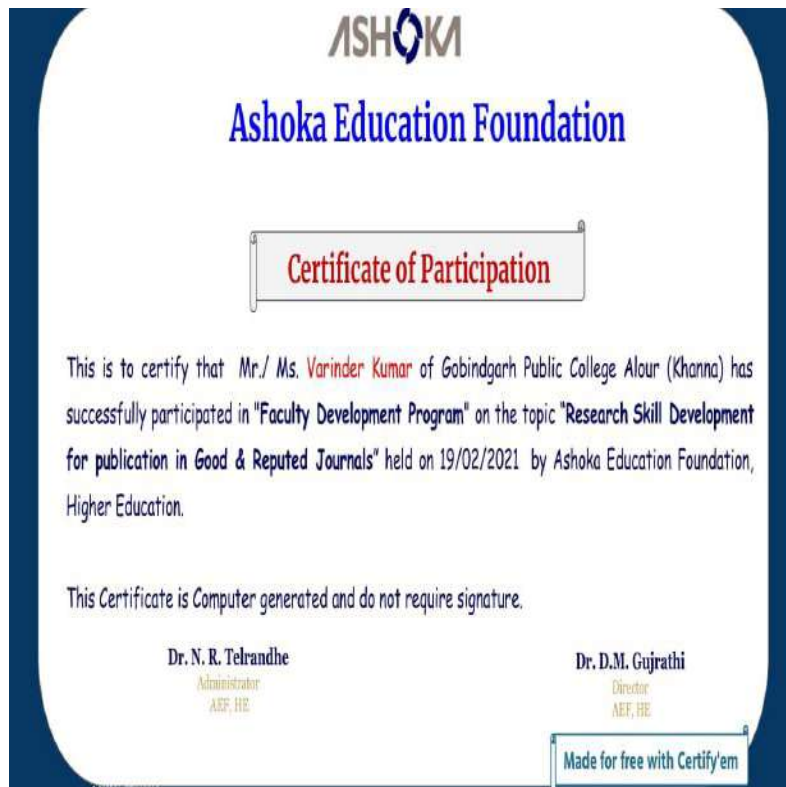 ASHOKA
Ashoka Education Foundation
Certificate of Participation
This is to certify that Mr./ Ms. Varinder Kumar of Gobindgarh Public College Alour (Khanna) has
successfully participated in "Faculty Development Program" on the topic "Research Skill Development
for publication in Good & Reputed Journals" held on 19/02/2021 by Ashoka Education Foundation,
Higher Education.
This Certificate is Computer generated and do not require signature.
Dr. N. R. Telrandhe
Administrator
AEF, HE
Dr. D.M. Gujrathi
Director
AEF, HE
Made for free with Certify'em